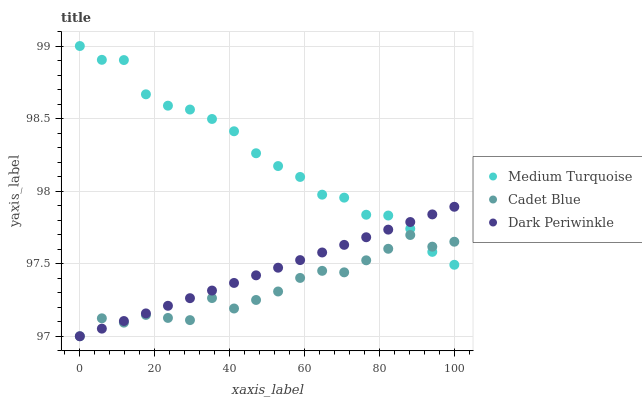 title
yaxis_label
99
98.5
98
97.5
97
0
20
40
60
80
100
xaxis_label
Medium Turquoise
Cadet Blue
Dark Periwinkle